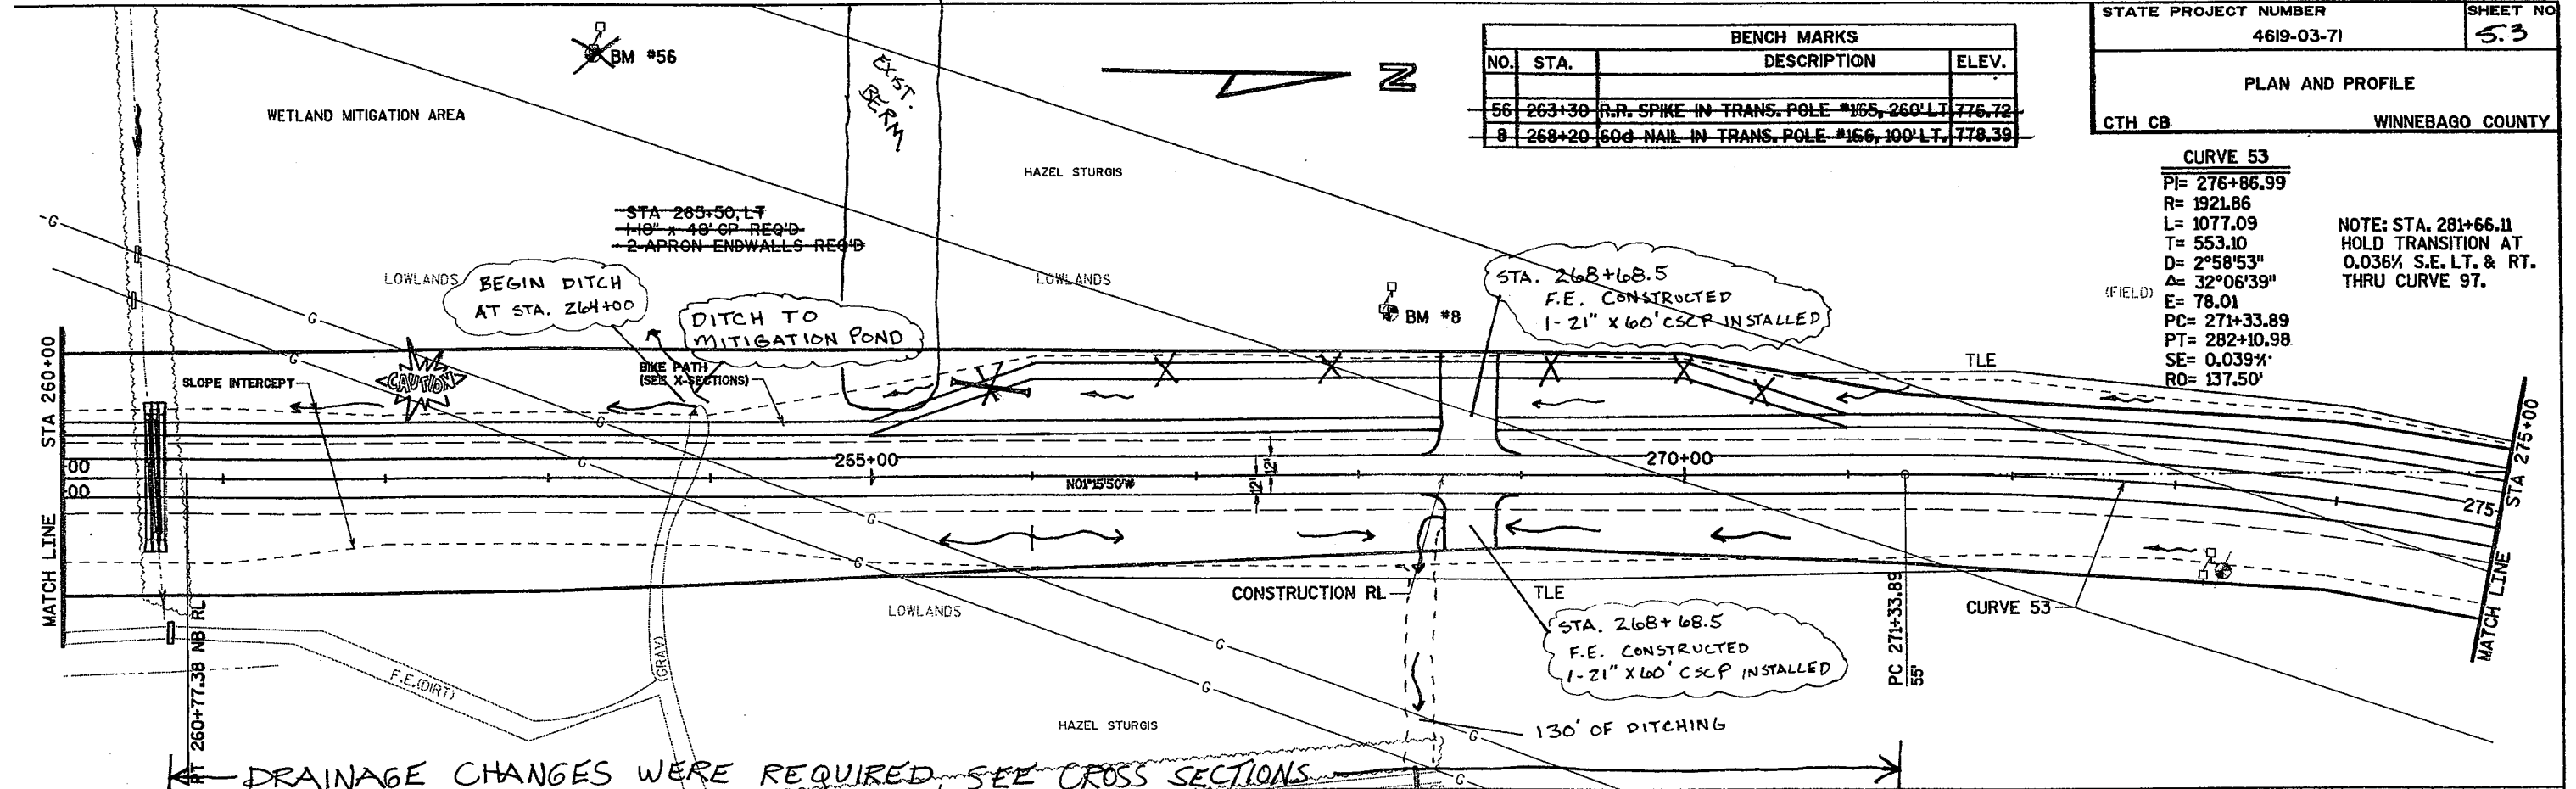 STATE PROJECT NUMBER
4619-03-71
SHEET NO
5.3
PLAN AND PROFILE
CTH CB
WINNEBAGO COUNTY
BENCH MARKS
NO. STA. DESCRIPTION ELEV.
56 263+30 R.R. SPIKE IN TRANS. POLE #165, 260' LT 776.72
8 268+20 60d NAIL IN TRANS. POLE #166, 100' LT. 778.39
N
BM #56
WETLAND MITIGATION AREA
EXIST.
BERM
HAZEL STURGIS
CURVE 53
PI= 276+86.99
R= 1921.86
L= 1077.09
T= 553.10
D= 2°58'53"
Δ= 32°06'39"
E= 78.01
PC= 271+33.89
PT= 282+10.98
SE= 0.039%
RO= 137.50'
NOTE: STA. 281+66.11
HOLD TRANSITION AT
0.036% S.E. LT. & RT.
THRU CURVE 97.
(FIELD)
STA 265+50, LT
1-18" x 48' CP REQ'D
2-APRON ENDWALLS REQ'D
LOWLANDS
BEGIN DITCH
AT STA. 264+00
DITCH TO
MITIGATION POND
LOWLANDS
STA. 268+68.5
F.E. CONSTRUCTED
1-21" X 60' CSCP INSTALLED
BM #8
G
G
G
CAUTION
SLOPE INTERCEPT
BIKE PATH
(SEE X-SECTIONS)
TLE
STA 260+00
MATCH LINE
00
00
G
G
265+00
270+00
275
12'
12'
N01°15'50"W
STA 275+00
MATCH LINE
G
G
CONSTRUCTION RL
TLE
LOWLANDS
CURVE 53
PC 271+33.89
55'
STA. 268+68.5
F.E. CONSTRUCTED
1-21" X 60' CSCP INSTALLED
PT 260+77.38 NB RL
F.E.(DIRT)
(GRAV)
G
G
HAZEL STURGIS
130' OF DITCHING
G
G
DRAINAGE CHANGES WERE REQUIRED, SEE CROSS SECTIONS